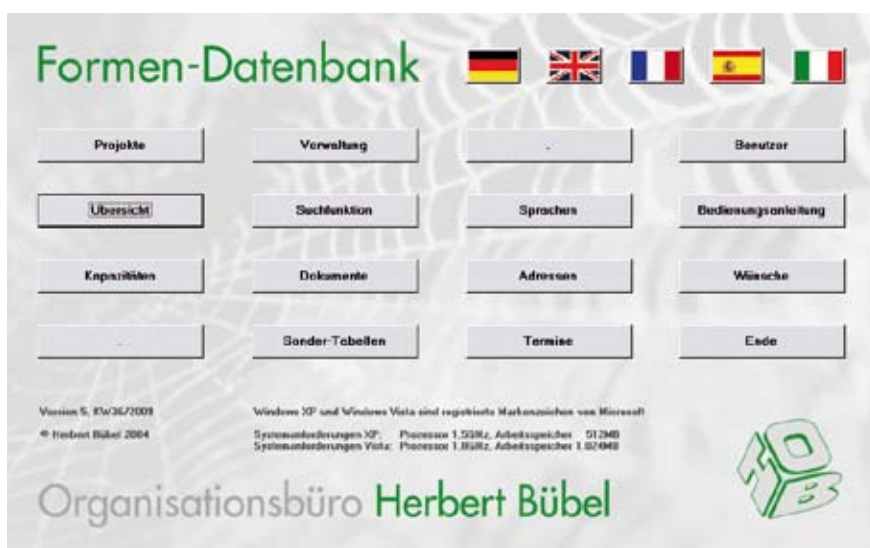 Formen-Datenbank
Projekte
Verwaltung
.
Benutzer
Übersicht
Suchfunktion
Sprachen
Bedienungsanleitung
Kapazitäten
Dokumente
Adressen
Wünsche
.
Sonder-Tabellen
Termine
Ende
Version 5, KW36/2009
Windows XP und Windows Vista sind registrierte Markenzeichen von Microsoft
© Herbert Bübel 2004
Systemanforderungen XP: Prozessor 1,5GHz, Arbeitsspeicher 512MB
Systemanforderungen Vista: Prozessor 1,8GHz, Arbeitsspeicher 1.024MB
Organisationsbüro Herbert Bübel
HOB